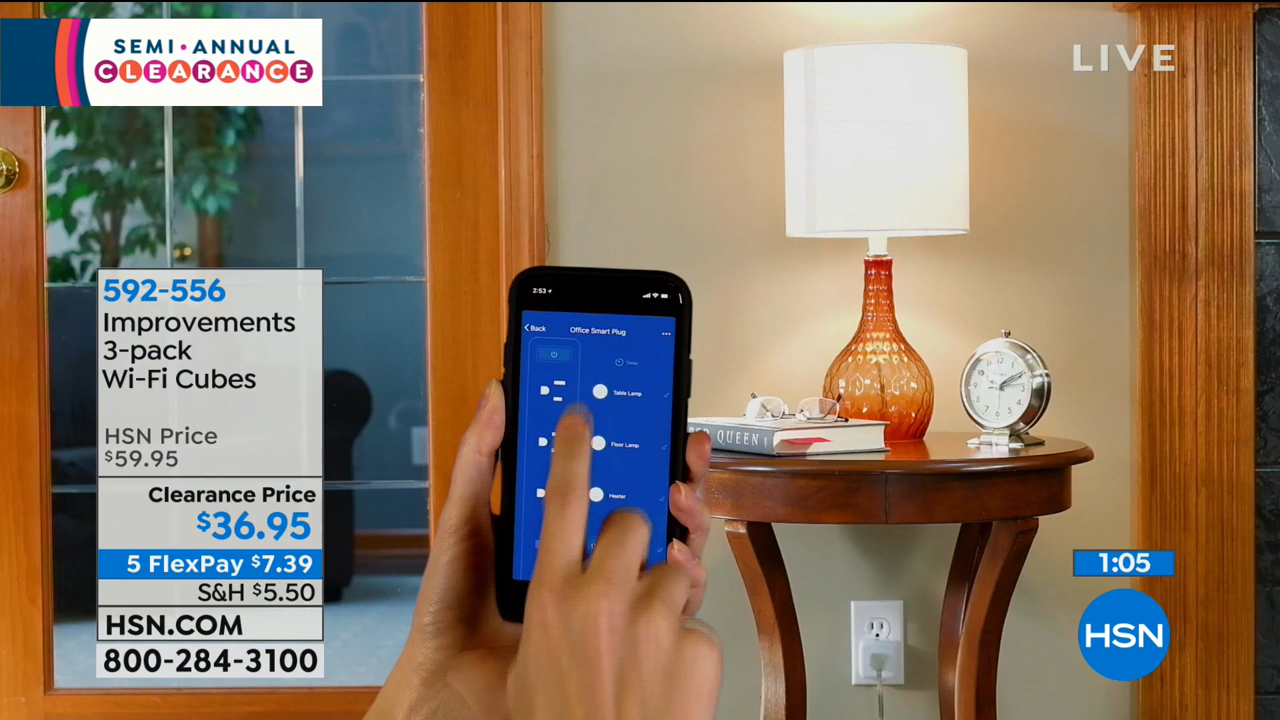 SEMI•ANNUAL
CLEARANCE
LIVE
592-556
Improvements
3-pack
Wi-Fi Cubes
HSN Price
$59.95
Clearance Price
$36.95
5 FlexPay $7.39
S&H $5.50
HSN.COM
800-284-3100
2:53
Back
Office Smart Plug
Timer
Table Lamp
Floor Lamp
Heater
QUEEN
1:05
HSN